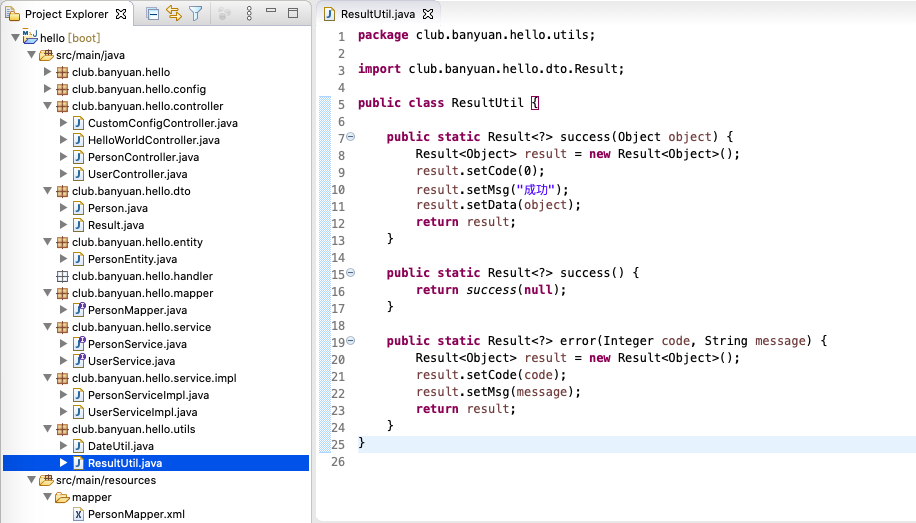 Project Explorer
hello [boot]
src/main/java
club.banyuan.hello
club.banyuan.hello.config
club.banyuan.hello.controller
CustomConfigController.java
HelloWorldController.java
PersonController.java
UserController.java
club.banyuan.hello.dto
Person.java
Result.java
club.banyuan.hello.entity
PersonEntity.java
club.banyuan.hello.handler
club.banyuan.hello.mapper
PersonMapper.java
club.banyuan.hello.service
PersonService.java
UserService.java
club.banyuan.hello.service.impl
PersonServiceImpl.java
UserServiceImpl.java
club.banyuan.hello.utils
DateUtil.java
ResultUtil.java
src/main/resources
mapper
PersonMapper.xml
ResultUtil.java
1 package club.banyuan.hello.utils;
2
3 import club.banyuan.hello.dto.Result;
4
5 public class ResultUtil {
6
7 public static Result<?> success(Object object) {
8 Result<Object> result = new Result<Object>();
9 result.setCode(0);
10 result.setMsg("成功");
11 result.setData(object);
12 return result;
13 }
14
15 public static Result<?> success() {
16 return success(null);
17 }
18
19 public static Result<?> error(Integer code, String message) {
20 Result<Object> result = new Result<Object>();
21 result.setCode(code);
22 result.setMsg(message);
23 return result;
24 }
25 }
26